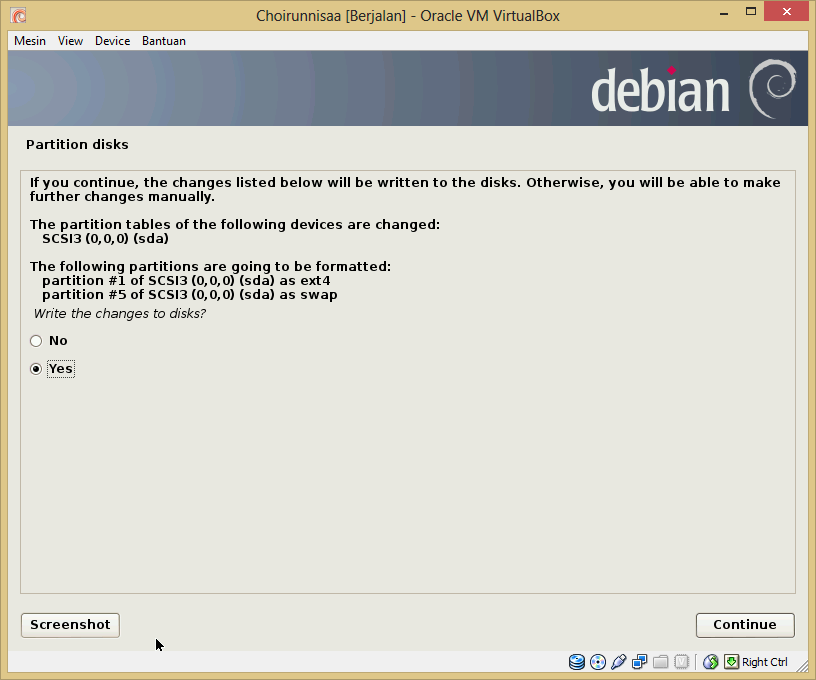 Choirunnisaa [Berjalan] - Oracle VM VirtualBox
Mesin View Device Bantuan
debian
Partition disks
If you continue, the changes listed below will be written to the disks. Otherwise, you will be able to make
further changes manually.
The partition tables of the following devices are changed:
SCSI3 (0,0,0) (sda)
The following partitions are going to be formatted:
partition #1 of SCSI3 (0,0,0) (sda) as ext4
partition #5 of SCSI3 (0,0,0) (sda) as swap
Write the changes to disks?
No
Yes
Screenshot Continue
Right Ctrl